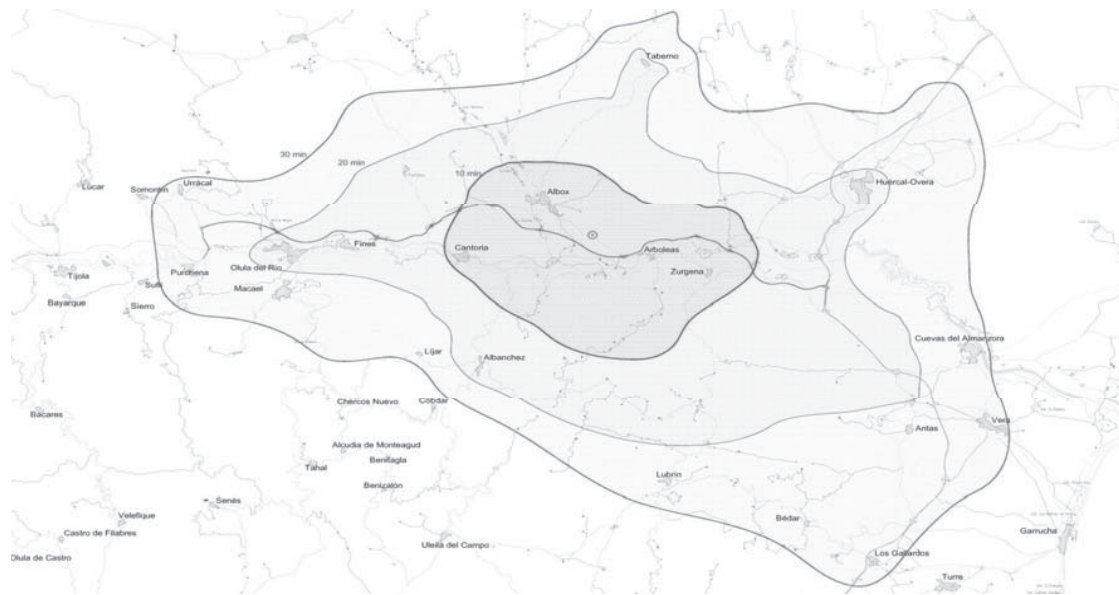 Taberno
30 min
20 min
10 min
Lúcar
Somontín
Urrácal
Albox
Huercal-Overa
Fines
Cantoria
Arboleas
Olula del Río
Purchena
Tíjola
Zurgena
Macael
Suflí
Bayarque
Sierro
Cuevas del Almanzora
Líjar
Albanchez
Chercos Nuevo
Cobdar
Bacares
Antas
Vera
Alcudia de Monteagud
Benitagla
Tahal
Lubrín
Benizalón
Senés
Velefique
Bédar
Castro de Filabres
Uleila del Campo
Garrucha
Olula de Castro
Los Gallardos
Turre